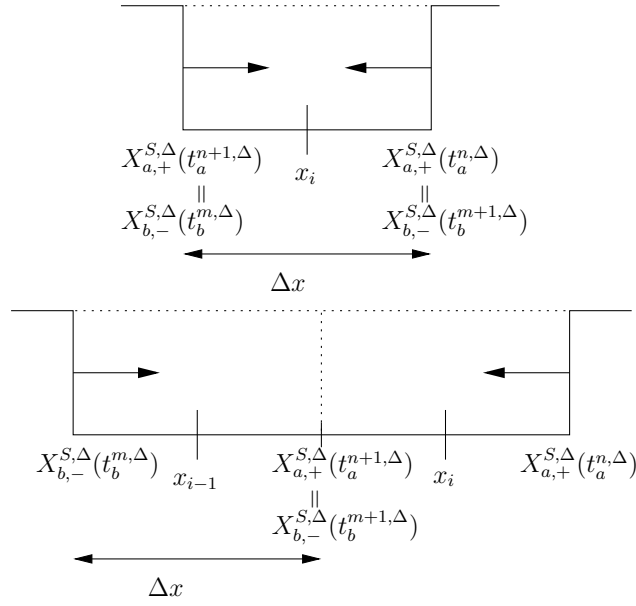 $X_{a,+}^{S,\Delta}(t_a^{n+1,\Delta})$ $x_i$ $X_{a,+}^{S,\Delta}(t_a^{n,\Delta})$
= =
$X_{b,-}^{S,\Delta}(t_b^{m,\Delta})$ $X_{b,-}^{S,\Delta}(t_b^{m+1,\Delta})$
$\Delta x$
$X_{b,-}^{S,\Delta}(t_b^{m,\Delta})$ $x_{i-1}$ $X_{a,+}^{S,\Delta}(t_a^{n+1,\Delta})$ $x_i$ $X_{a,+}^{S,\Delta}(t_a^{n,\Delta})$
=
$X_{b,-}^{S,\Delta}(t_b^{m+1,\Delta})$
$\Delta x$